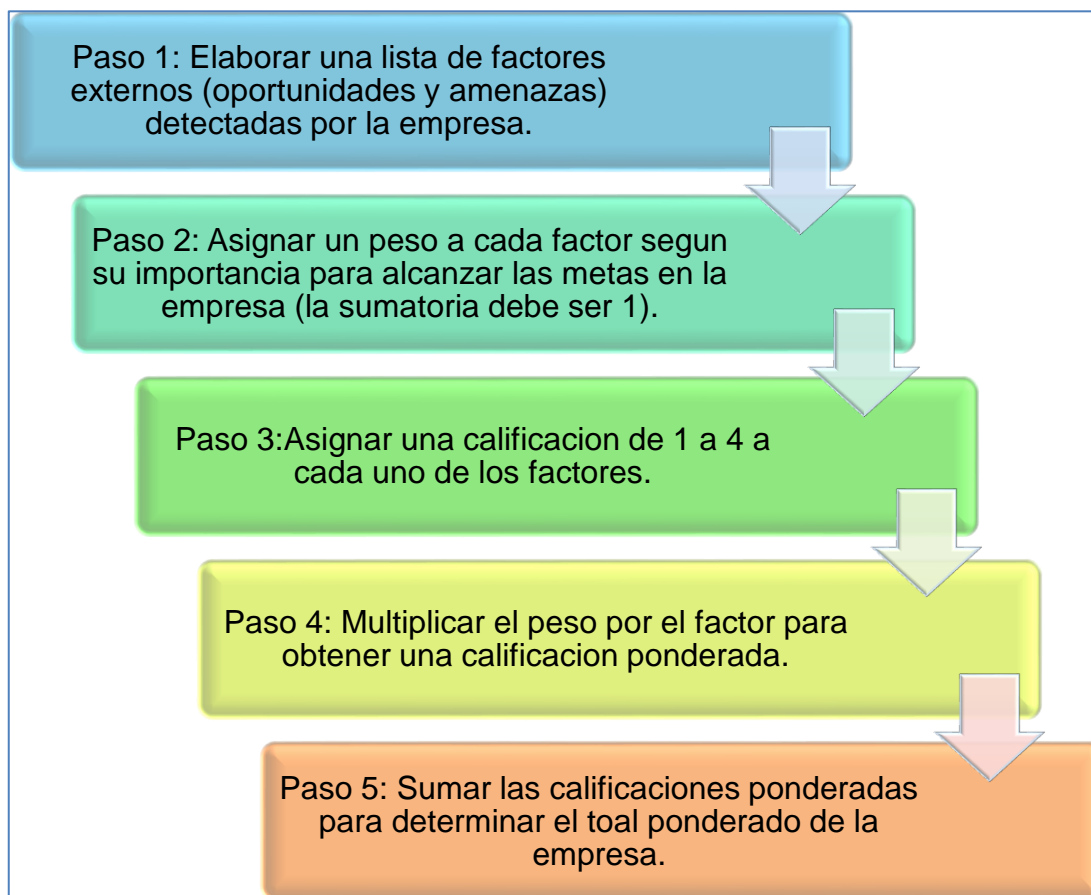 Paso 1: Elaborar una lista de factores
externos (oportunidades y amenazas)
detectadas por la empresa.
Paso 2: Asignar un peso a cada factor segun
su importancia para alcanzar las metas en la
empresa (la sumatoria debe ser 1).
Paso 3:Asignar una calificacion de 1 a 4 a
cada uno de los factores.
Paso 4: Multiplicar el peso por el factor para
obtener una calificacion ponderada.
Paso 5: Sumar las calificaciones ponderadas
para determinar el toal ponderado de la
empresa.